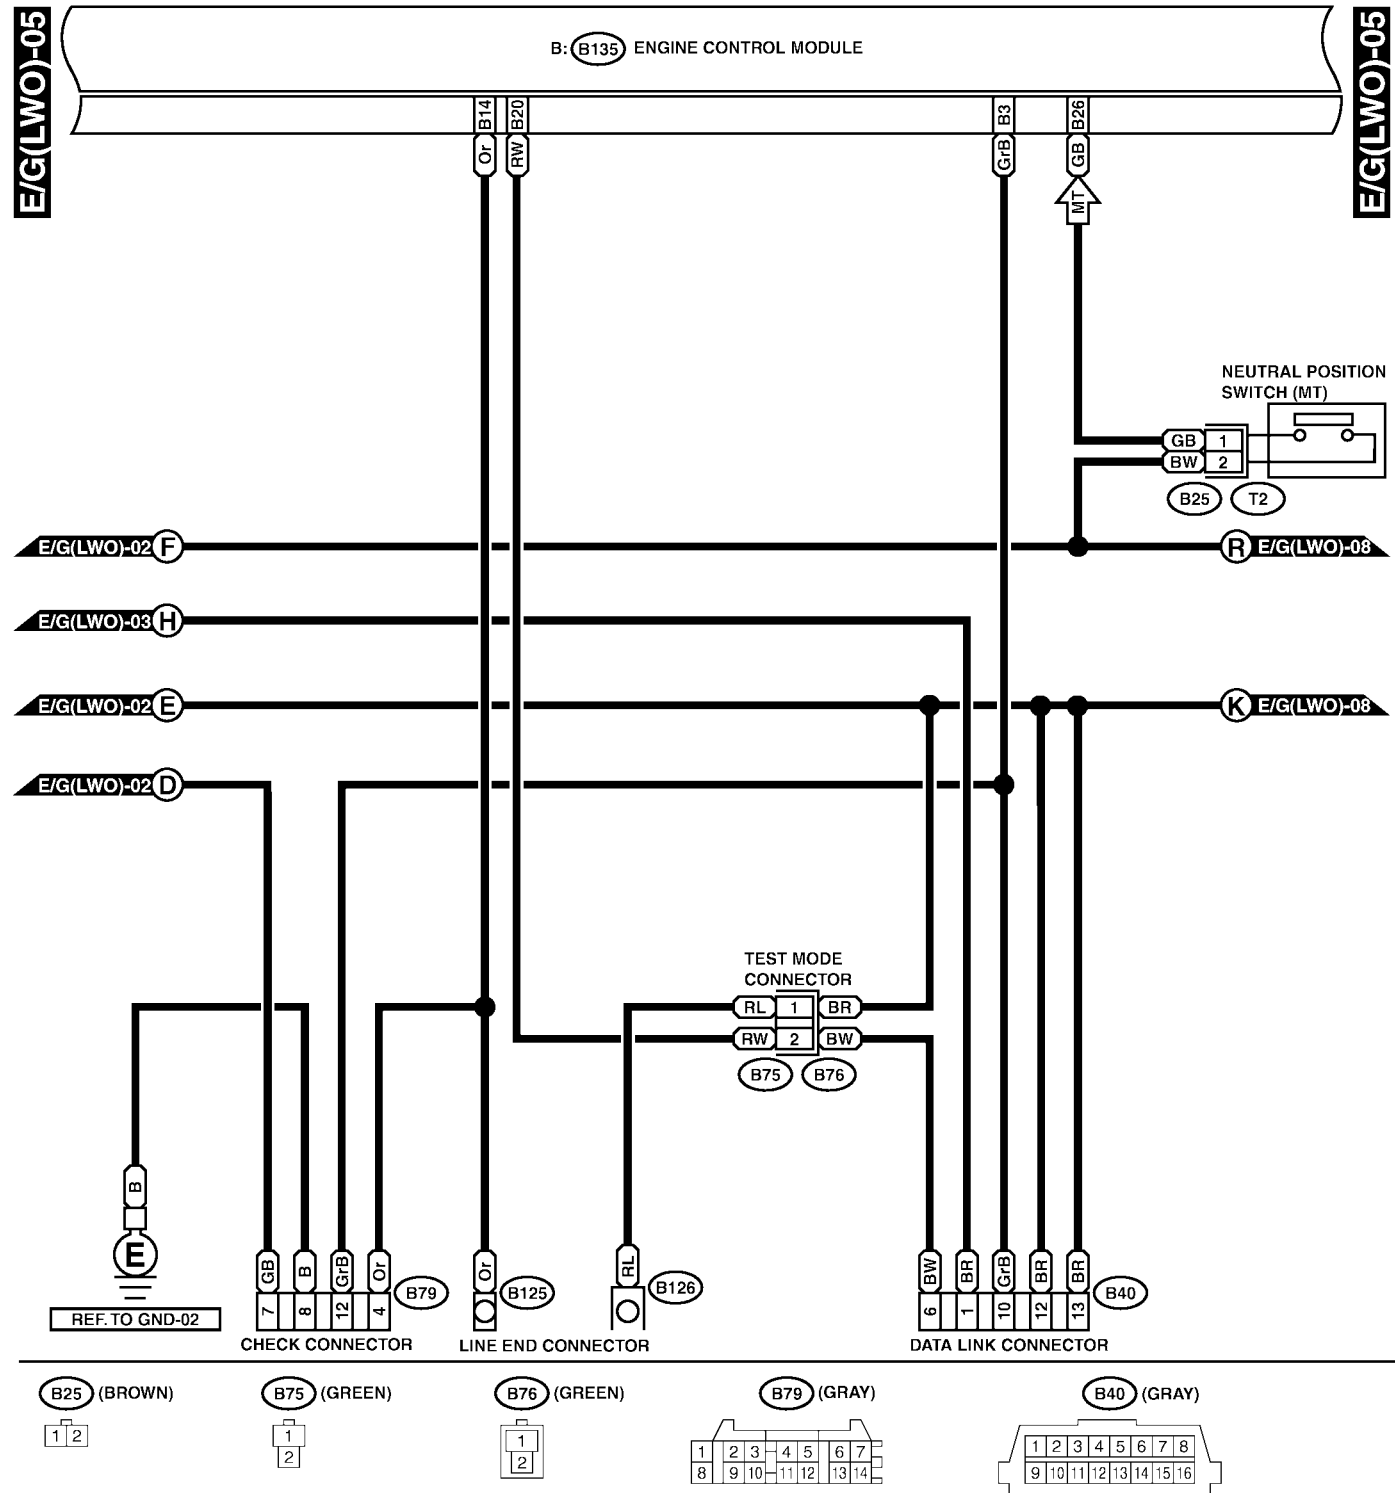 E/G(LWO)-05
E/G(LWO)-05
B: B135 ENGINE CONTROL MODULE
B14 B20 B3 B26
Or RW GrB GB
MT
NEUTRAL POSITION
SWITCH (MT)
GB 1
BW 2
B25 T2
E/G(LWO)-02 F
R E/G(LWO)-08
E/G(LWO)-03 H
E/G(LWO)-02 E
K E/G(LWO)-08
E/G(LWO)-02 D
TEST MODE
CONNECTOR
RL 1 BR
RW 2 BW
B75 B76
B
E
REF. TO GND-02
GB B GrB Or
7 8 12 4
B79
CHECK CONNECTOR
Or
B125
RL
B126
LINE END CONNECTOR
BW BR GrB BR BR
6 1 10 12 13
B40
DATA LINK CONNECTOR
B25 (BROWN)
1 2
B75 (GREEN)
1
2
B76 (GREEN)
1
2
B79 (GRAY)
1 2 3 4 5 6 7
8 9 10 11 12 13 14
B40 (GRAY)
1 2 3 4 5 6 7 8
9 10 11 12 13 14 15 16